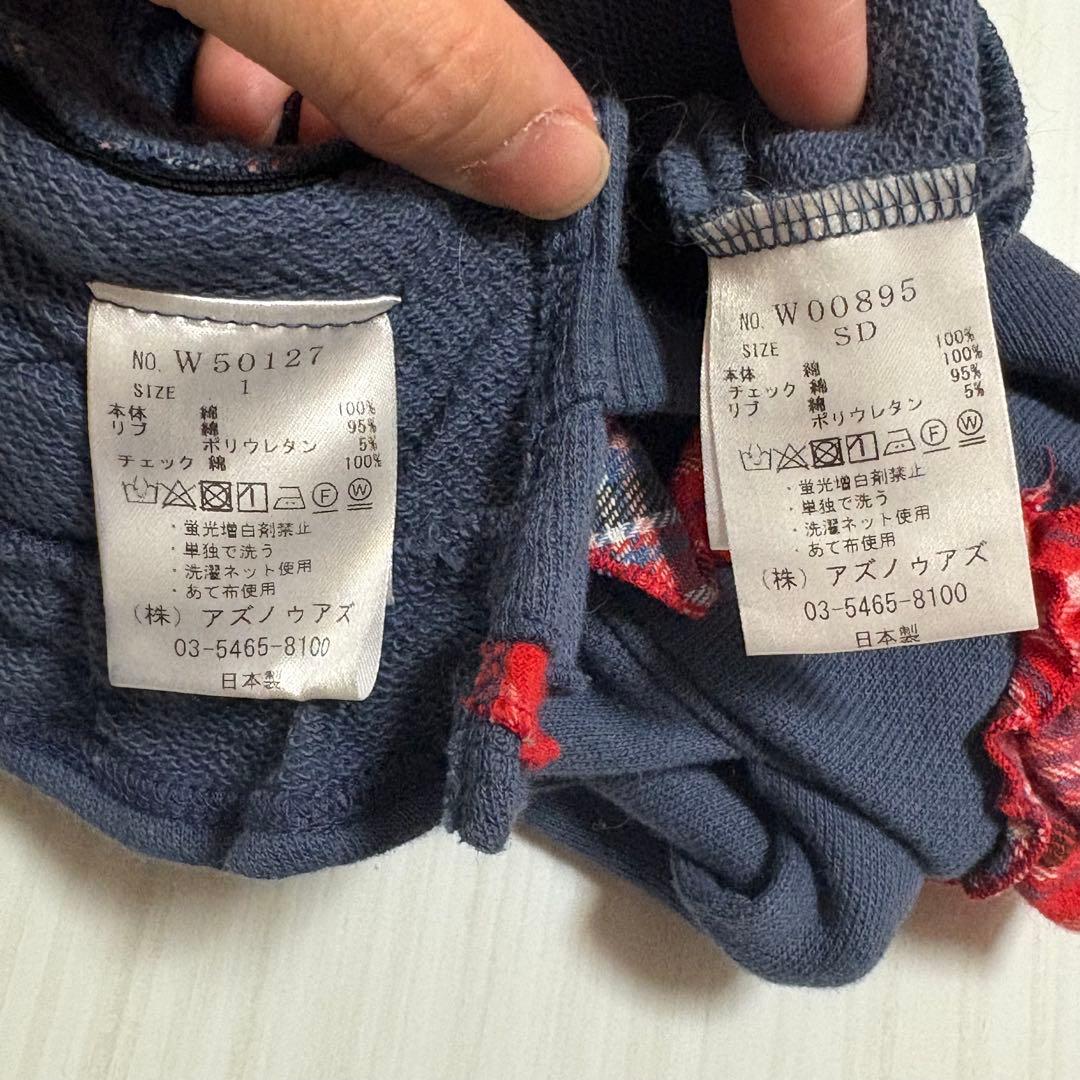 NO. W50127
SIZE 1
本体 綿 100%
リブ 綿 95%
ポリウレタン 5%
チェック 綿 100%
F W
・蛍光増白剤禁止
・単独で洗う
・洗濯ネット使用
・あて布使用
(株) アズノゥアズ
03-5465-8100
日本製
NO. W00895
SIZE SD
本体 綿 100%
チェック 綿 100%
リブ 綿 95%
ポリウレタン 5%
F W
・蛍光増白剤禁止
・単独で洗う
・洗濯ネット使用
・あて布使用
(株) アズノゥアズ
03-5465-8100
日本製